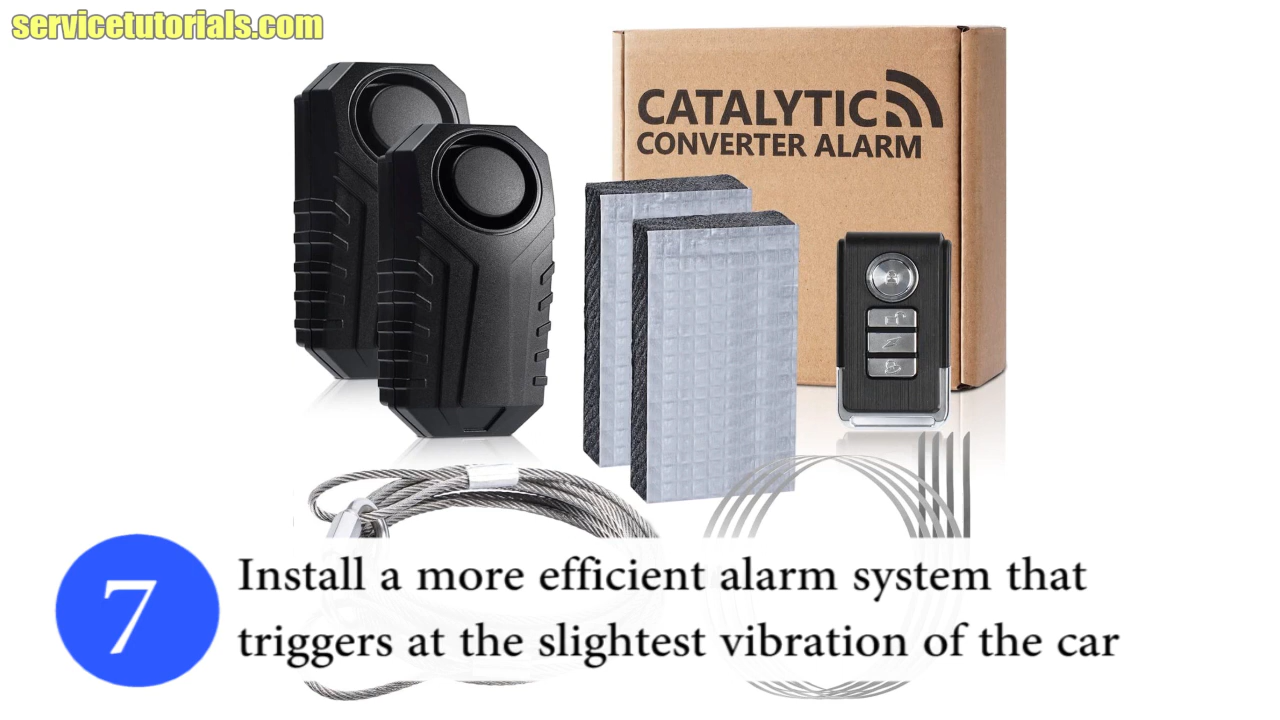 servicetutorials.com
CATALYTIC
CONVERTER ALARM
7
Install a more efficient alarm system that
triggers at the slightest vibration of the car